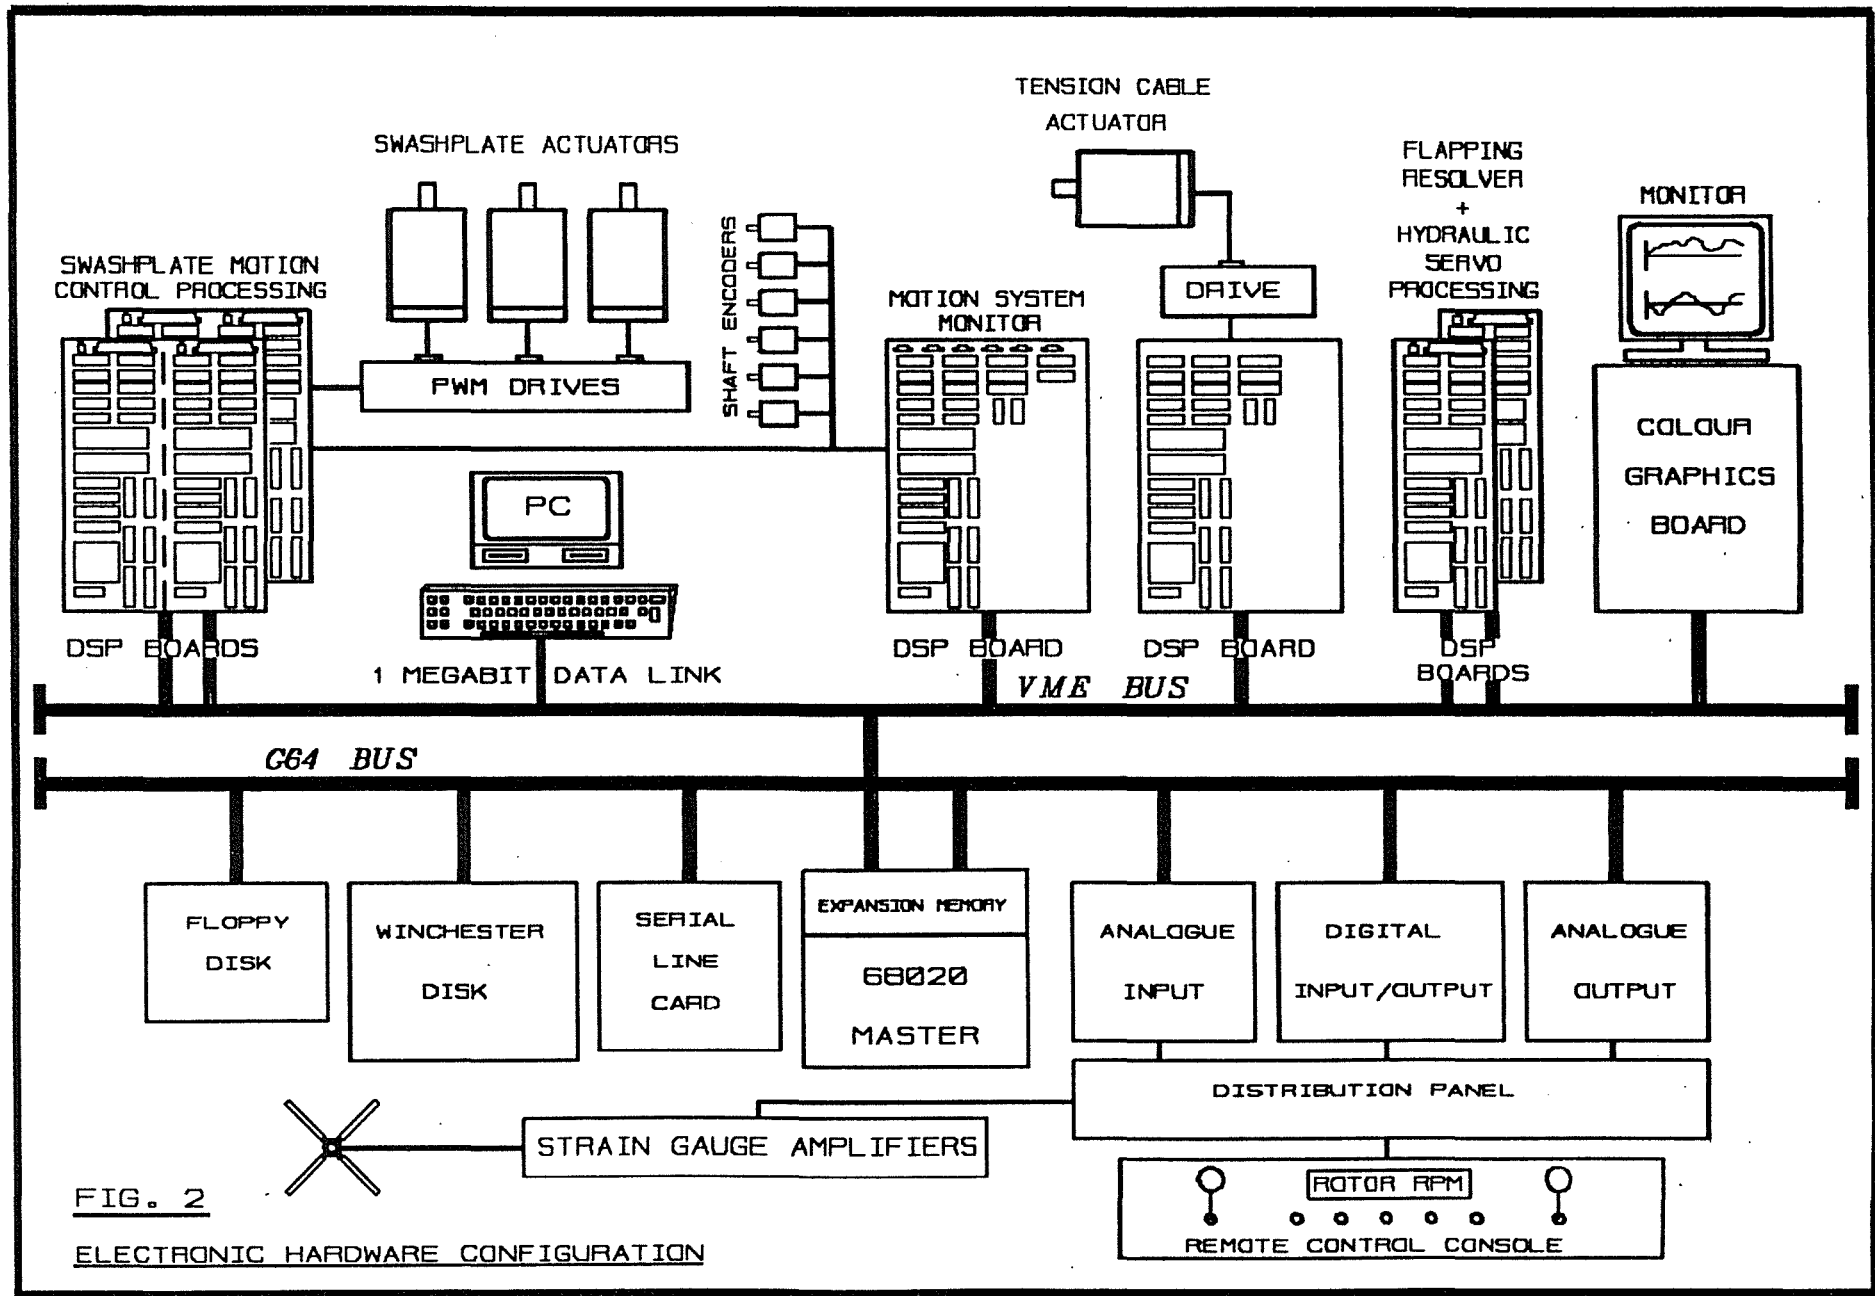 TENSION CABLE
ACTUATOR
SWASHPLATE ACTUATORS
FLAPPING
RESOLVER
+
HYDRAULIC
SERVO
PROCESSING
MONITOR
SWASHPLATE MOTION
CONTROL PROCESSING
SHAFT ENCODERS
MOTION SYSTEM
MONITOR
DRIVE
PWM DRIVES
PC
COLOUR
GRAPHICS
BOARD
DSP BOARDS
1 MEGABIT DATA LINK
DSP BOARD
DSP BOARD
DSP
BOARDS
VME BUS
G64 BUS
FLOPPY
DISK
WINCHESTER
DISK
SERIAL
LINE
CARD
EXPANSION MEMORY
68020
MASTER
ANALOGUE
INPUT
DIGITAL
INPUT/OUTPUT
ANALOGUE
OUTPUT
DISTRIBUTION PANEL
STRAIN GAUGE AMPLIFIERS
ROTOR RPM
REMOTE CONTROL CONSOLE
FIG. 2
ELECTRONIC HARDWARE CONFIGURATION